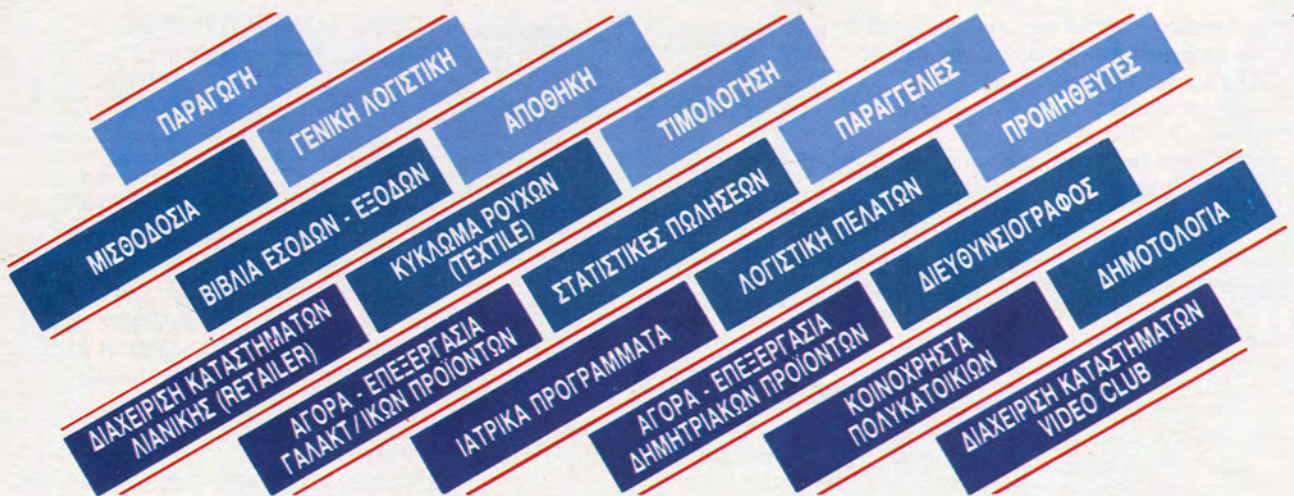 ΠΑΡΑΓΩΓΗ
ΓΕΝΙΚΗ ΛΟΓΙΣΤΙΚΗ
ΑΠΟΘΗΚΗ
ΤΙΜΟΛΟΓΗΣΗ
ΠΑΡΑΓΓΕΛΙΕΣ
ΠΡΟΜΗΘΕΥΤΕΣ
ΜΙΣΘΟΔΟΣΙΑ
ΒΙΒΛΙΑ ΕΣΟΔΩΝ - ΕΞΟΔΩΝ
ΚΥΚΛΩΜΑ ΡΟΥΧΩΝ
(TEXTILE)
ΣΤΑΤΙΣΤΙΚΕΣ ΠΩΛΗΣΕΩΝ
ΛΟΓΙΣΤΙΚΗ ΠΕΛΑΤΩΝ
ΔΙΕΥΘΥΝΣΙΟΓΡΑΦΟΣ
ΔΗΜΟΤΟΛΟΓΙΑ
ΔΙΑΧΕΙΡΙΣΗ ΚΑΤΑΣΤΗΜΑΤΩΝ
ΛΙΑΝΙΚΗΣ (RETAILER)
ΑΓΟΡΑ - ΕΠΕΞΕΡΓΑΣΙΑ
ΓΑΛΑΚΤ/ΙΚΩΝ ΠΡΟΪΟΝΤΩΝ
ΙΑΤΡΙΚΑ ΠΡΟΓΡΑΜΜΑΤΑ
ΑΓΟΡΑ - ΕΠΕΞΕΡΓΑΣΙΑ
ΔΗΜΗΤΡΙΑΚΩΝ ΠΡΟΪΟΝΤΩΝ
ΚΟΙΝΟΧΡΗΣΤΑ
ΠΟΛΥΚΑΤΟΙΚΙΩΝ
ΔΙΑΧΕΙΡΙΣΗ ΚΑΤΑΣΤΗΜΑΤΩΝ
VIDEO CLUB